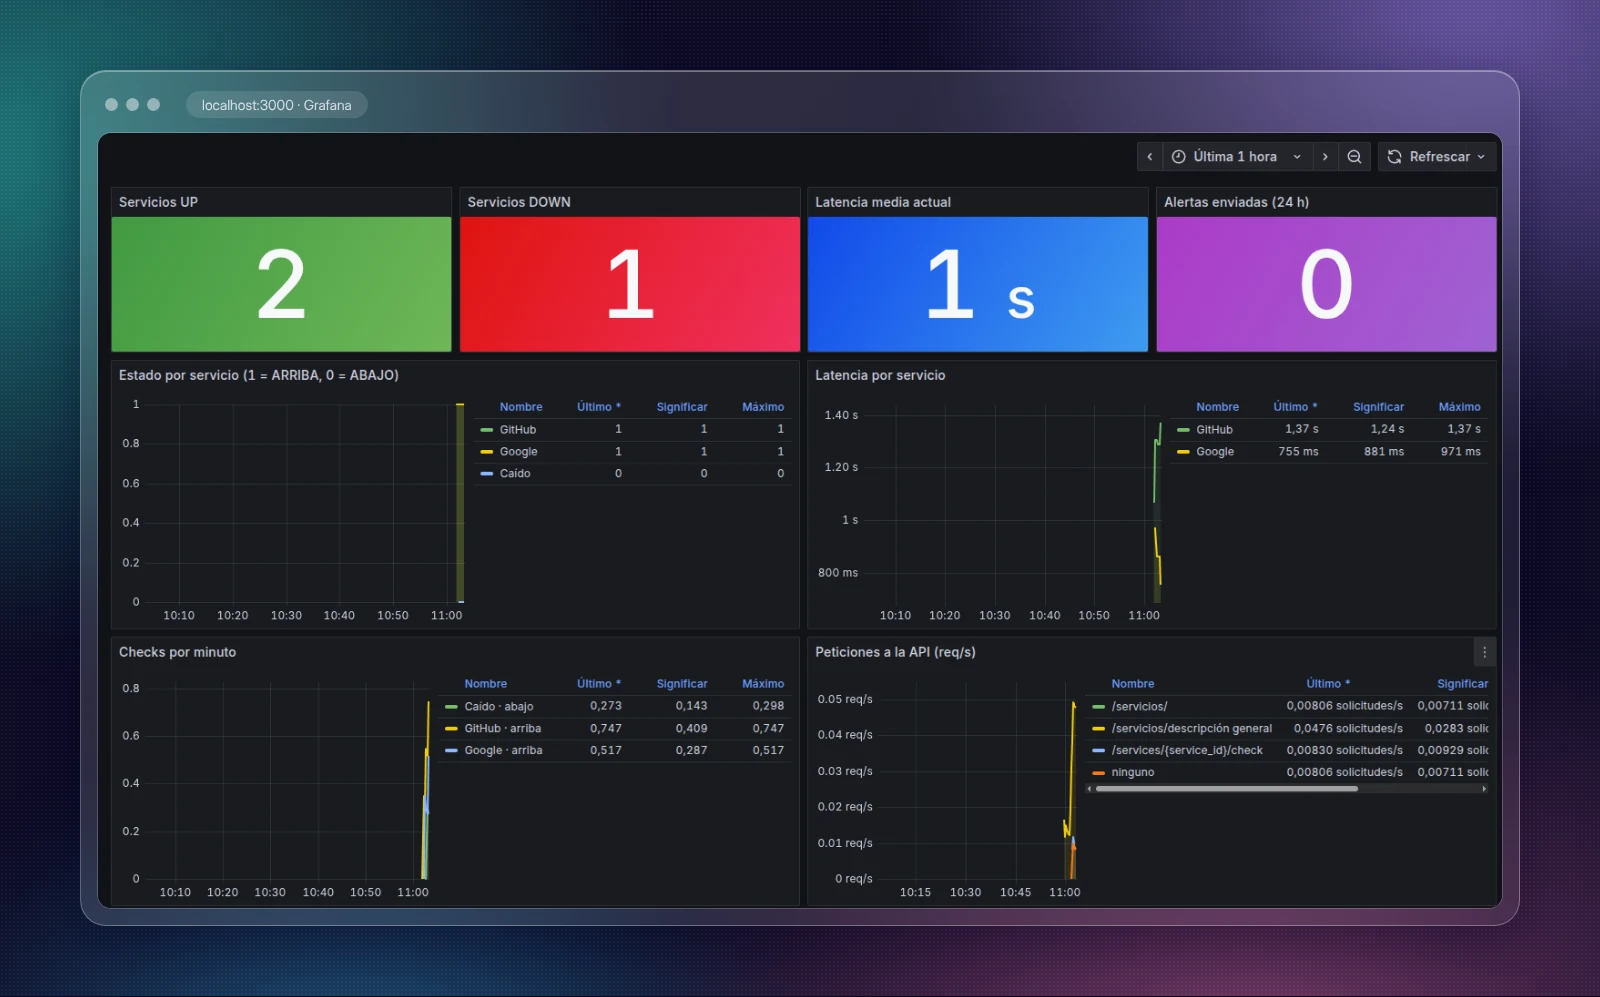 localhost:3000 · Grafana
Última 1 hora
Refrescar
Servicios UP
2
Servicios DOWN
1
Latencia media actual
1 s
Alertas enviadas (24 h)
0
Estado por servicio (1 = ARRIBA, 0 = ABAJO)
1
0.8
0.6
0.4
0.2
0
10:10 10:20 10:30 10:40 10:50 11:00
Nombre Último * Significar Máximo
GitHub 1 1 1
Google 1 1 1
Caído 0 0 0
Latencia por servicio
1.40 s
1.20 s
1 s
800 ms
10:10 10:20 10:30 10:40 10:50 11:00
Nombre Último * Significar Máximo
GitHub 1,37 s 1,24 s 1,37 s
Google 755 ms 881 ms 971 ms
Checks por minuto
0.8
0.6
0.4
0.2
0
10:10 10:20 10:30 10:40 10:50 11:00
Nombre Último * Significar Máximo
Caído · abajo 0,273 0,143 0,298
GitHub · arriba 0,747 0,409 0,747
Google · arriba 0,517 0,287 0,517
Peticiones a la API (req/s)
0.05 req/s
0.04 req/s
0.03 req/s
0.02 req/s
0.01 req/s
0 req/s
10:15 10:30 10:45 11:00
Nombre Último * Significar
/servicios/ 0,00806 solicitudes/s 0,00711 solic
/servicios/descripción general 0,0476 solicitudes/s 0,0283 solic
/services/{service_id}/check 0,00830 solicitudes/s 0,00929 solic
ninguno 0,00806 solicitudes/s 0,00711 solic